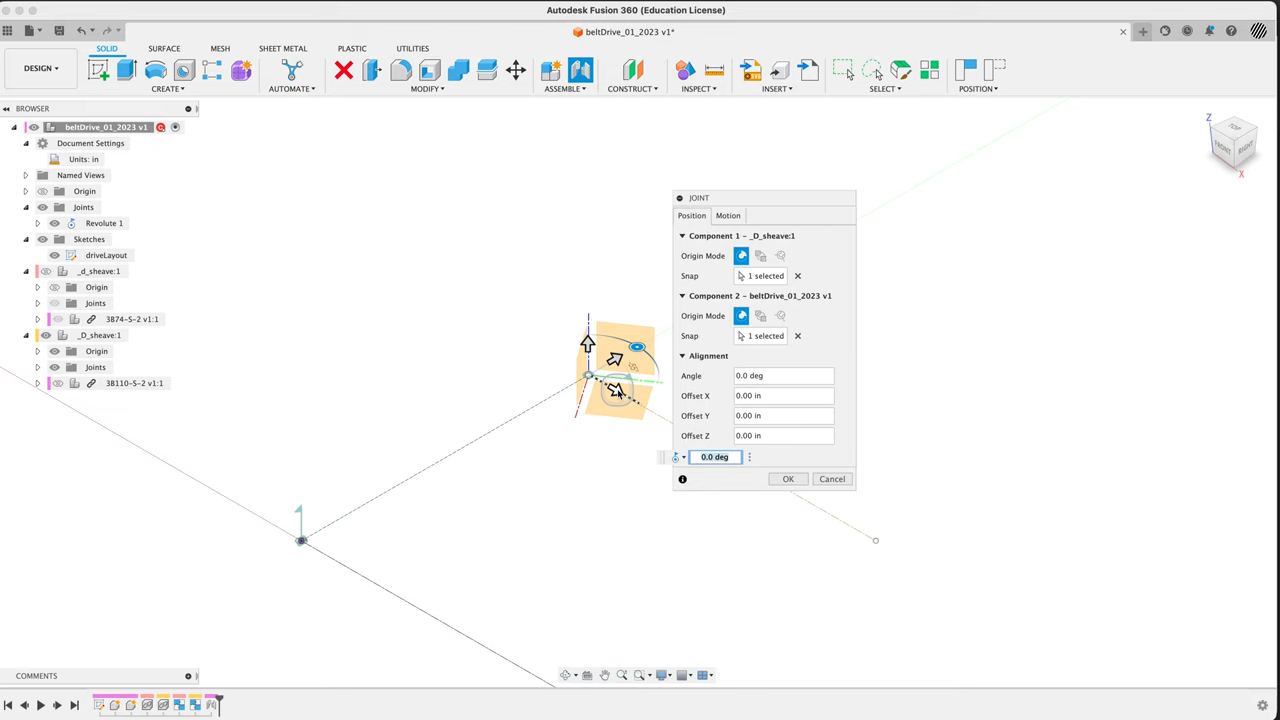 Autodesk Fusion 360 (Education License)
beltDrive_01_2023 v1*
DESIGN
SOLID SURFACE MESH SHEET METAL PLASTIC UTILITIES
CREATE AUTOMATE MODIFY ASSEMBLE CONSTRUCT INSPECT INSERT SELECT POSITION
BROWSER
beltDrive_01_2023 v1
Document Settings
Units: in
Named Views
Origin
Joints
Revolute 1
Sketches
driveLayout
_d_sheave:1
Origin
Joints
3B74-S-2 v1:1
_D_sheave:1
Origin
Joints
3B110-S-2 v1:1
Z
TOP
FRONT
RIGHT
X
JOINT
Position Motion
Component 1 - _D_sheave:1
Origin Mode
Snap 1 selected
Component 2 - beltDrive_01_2023 v1
Origin Mode
Snap 1 selected
Alignment
Angle 0.0 deg
Offset X 0.00 in
Offset Y 0.00 in
Offset Z 0.00 in
0.0 deg
OK Cancel
COMMENTS